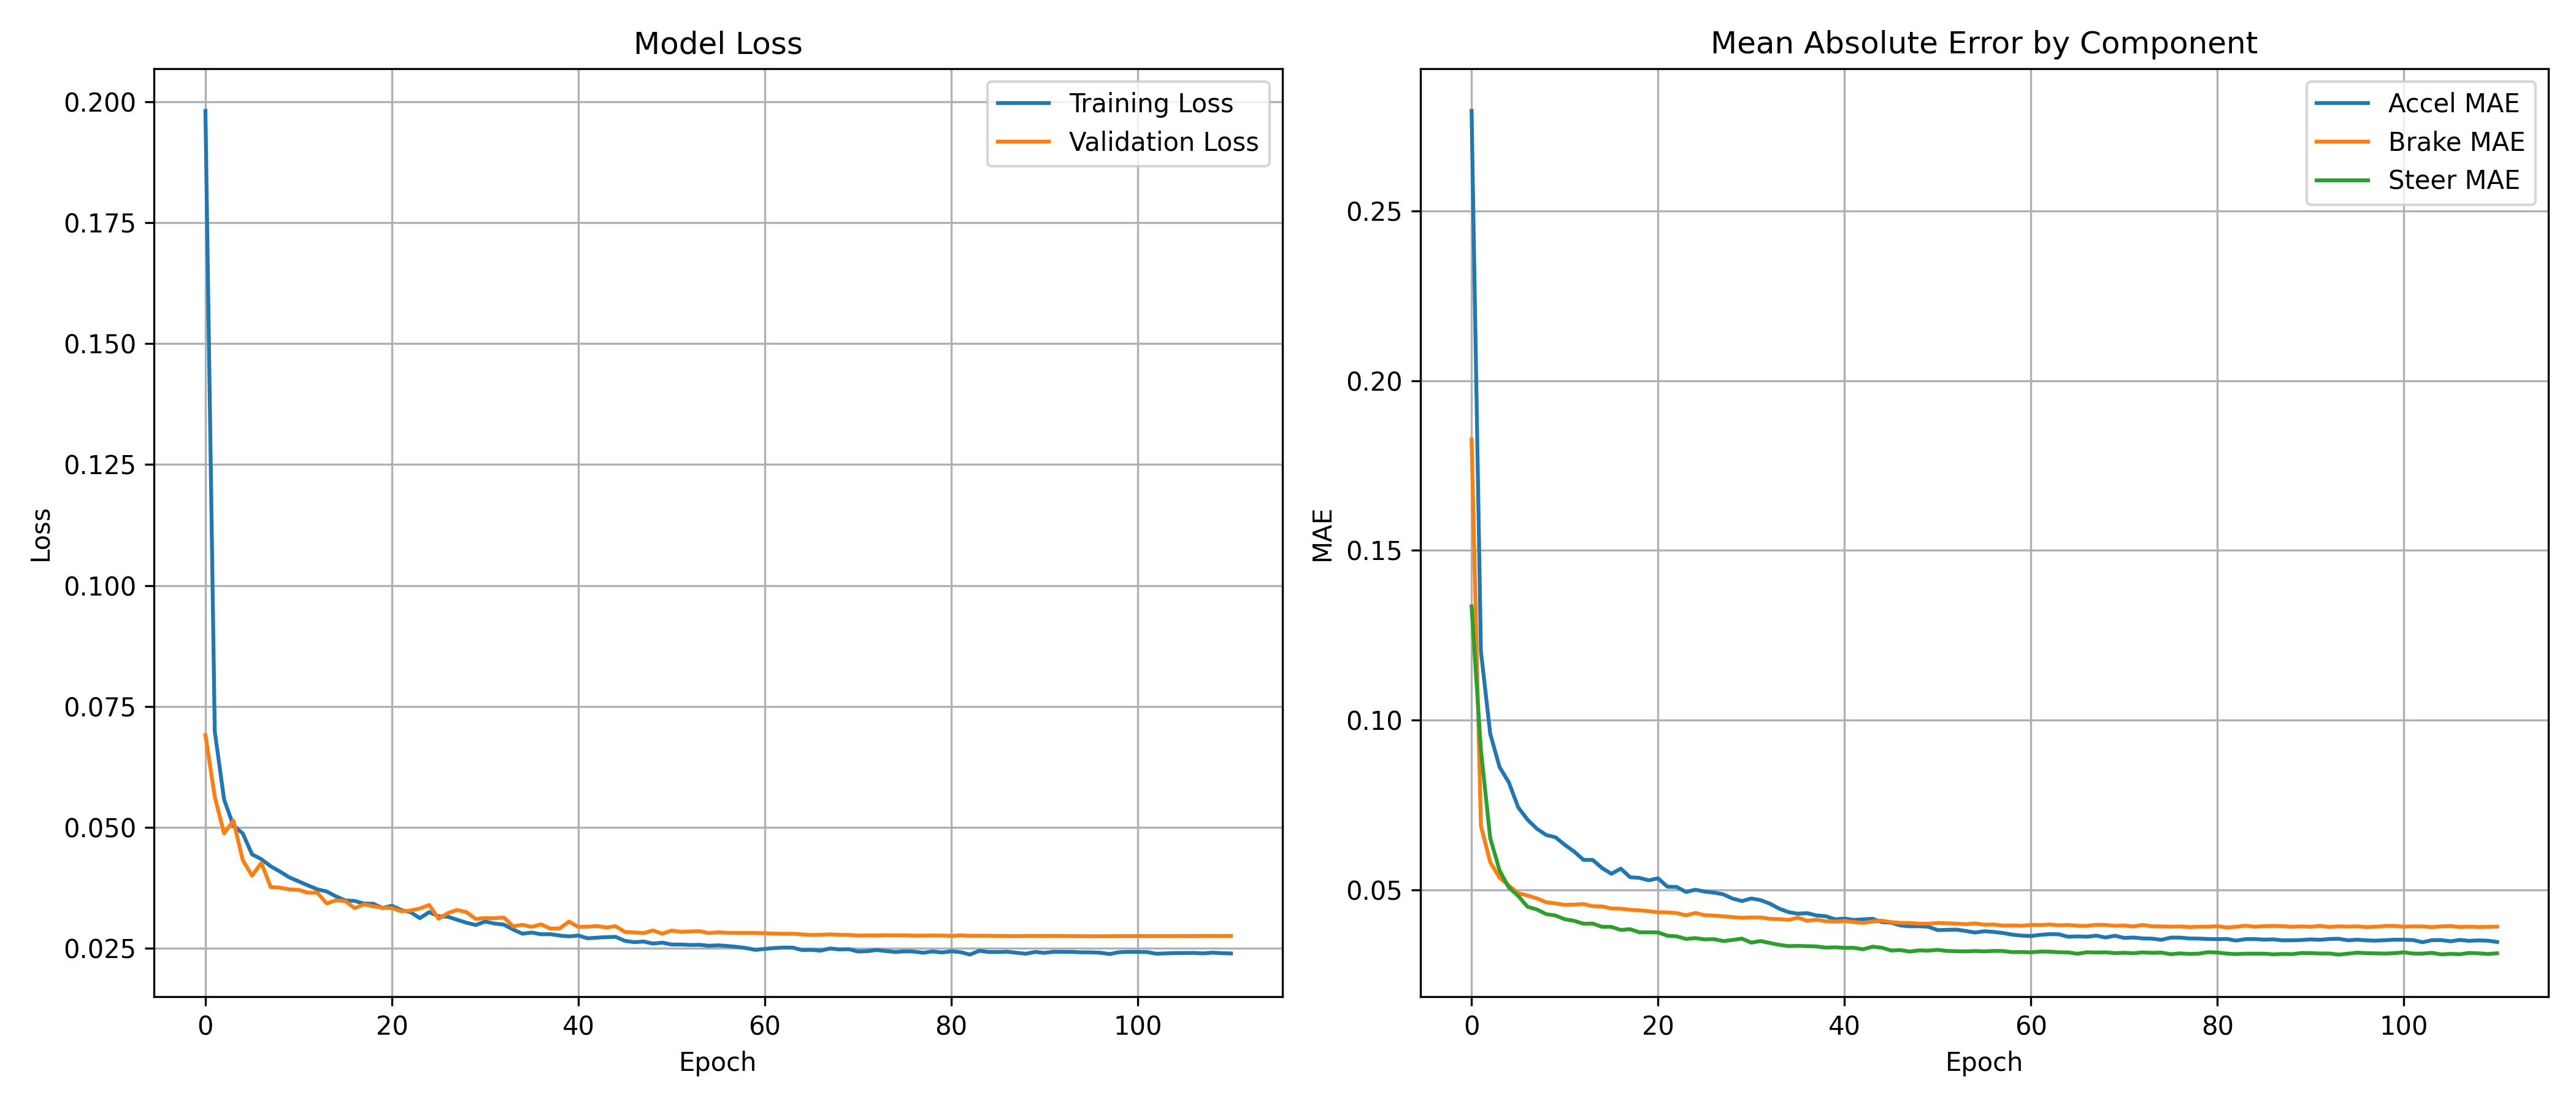 Model Loss
Training Loss
Validation Loss
0.200
0.175
0.150
0.125
0.100
0.075
0.050
0.025
Loss
0
20
40
60
80
100
Epoch
Mean Absolute Error by Component
Accel MAE
Brake MAE
Steer MAE
0.25
0.20
0.15
0.10
0.05
MAE
0
20
40
60
80
100
Epoch